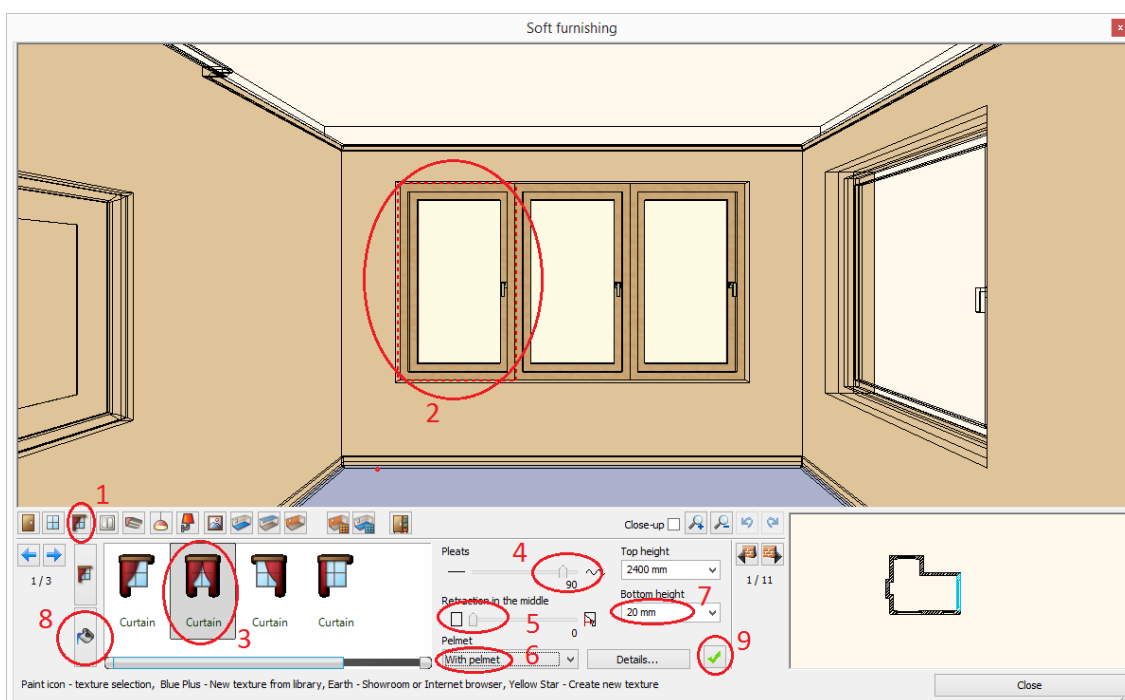 Soft furnishing
x
2
1
Close-up
1 / 3
Curtain
Curtain
Curtain
Curtain
3
Pleats
4
90
Retraction in the middle
5
0
Pelmet
With pelmet
6
Top height
2400 mm
Bottom height
20 mm
7
Details...
1 / 11
8
9
Paint icon - texture selection, Blue Plus - New texture from library, Earth - Showroom or Internet browser, Yellow Star - Create new texture
Close